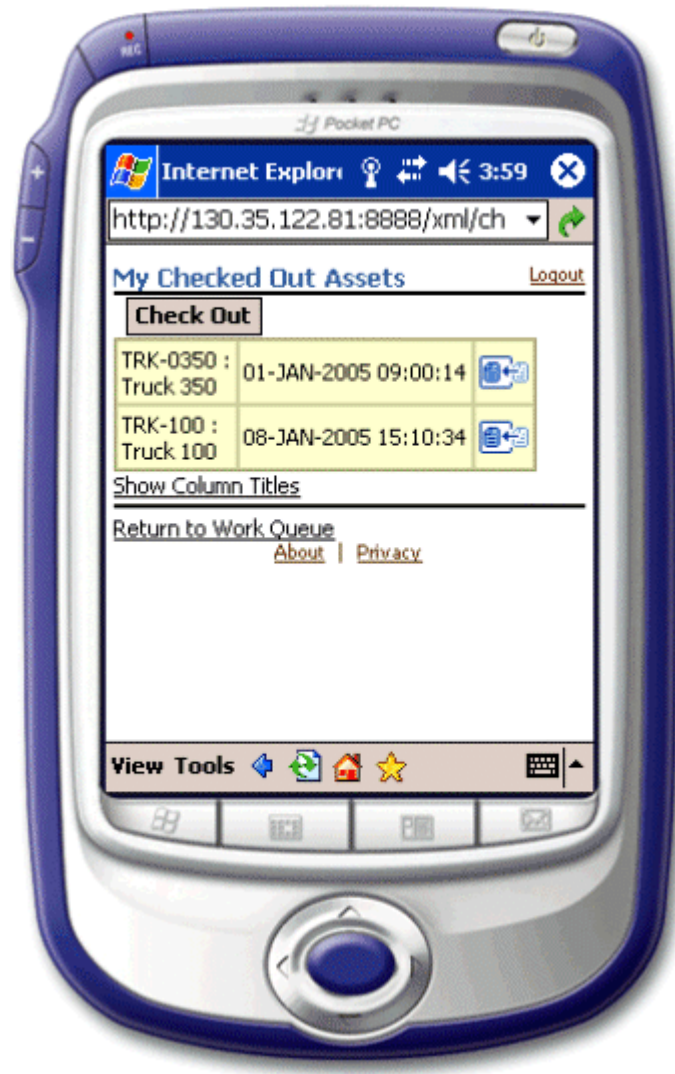 REC
Pocket PC
Internet Explor 3:59
http://130.35.122.81:8888/xml/ch
My Checked Out Assets Logout
Check Out
TRK-0350 :
Truck 350 01-JAN-2005 09:00:14
TRK-100 :
Truck 100 08-JAN-2005 15:10:34
Show Column Titles
Return to Work Queue
About | Privacy
View Tools